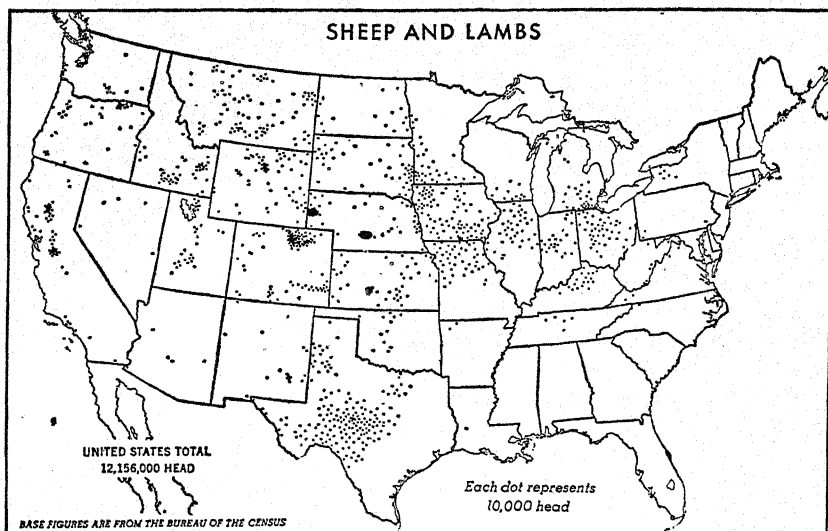 SHEEP AND LAMBS
UNITED STATES TOTAL
12,156,000 HEAD
Each dot represents
10,000 head
BASE FIGURES ARE FROM THE BUREAU OF THE CENSUS